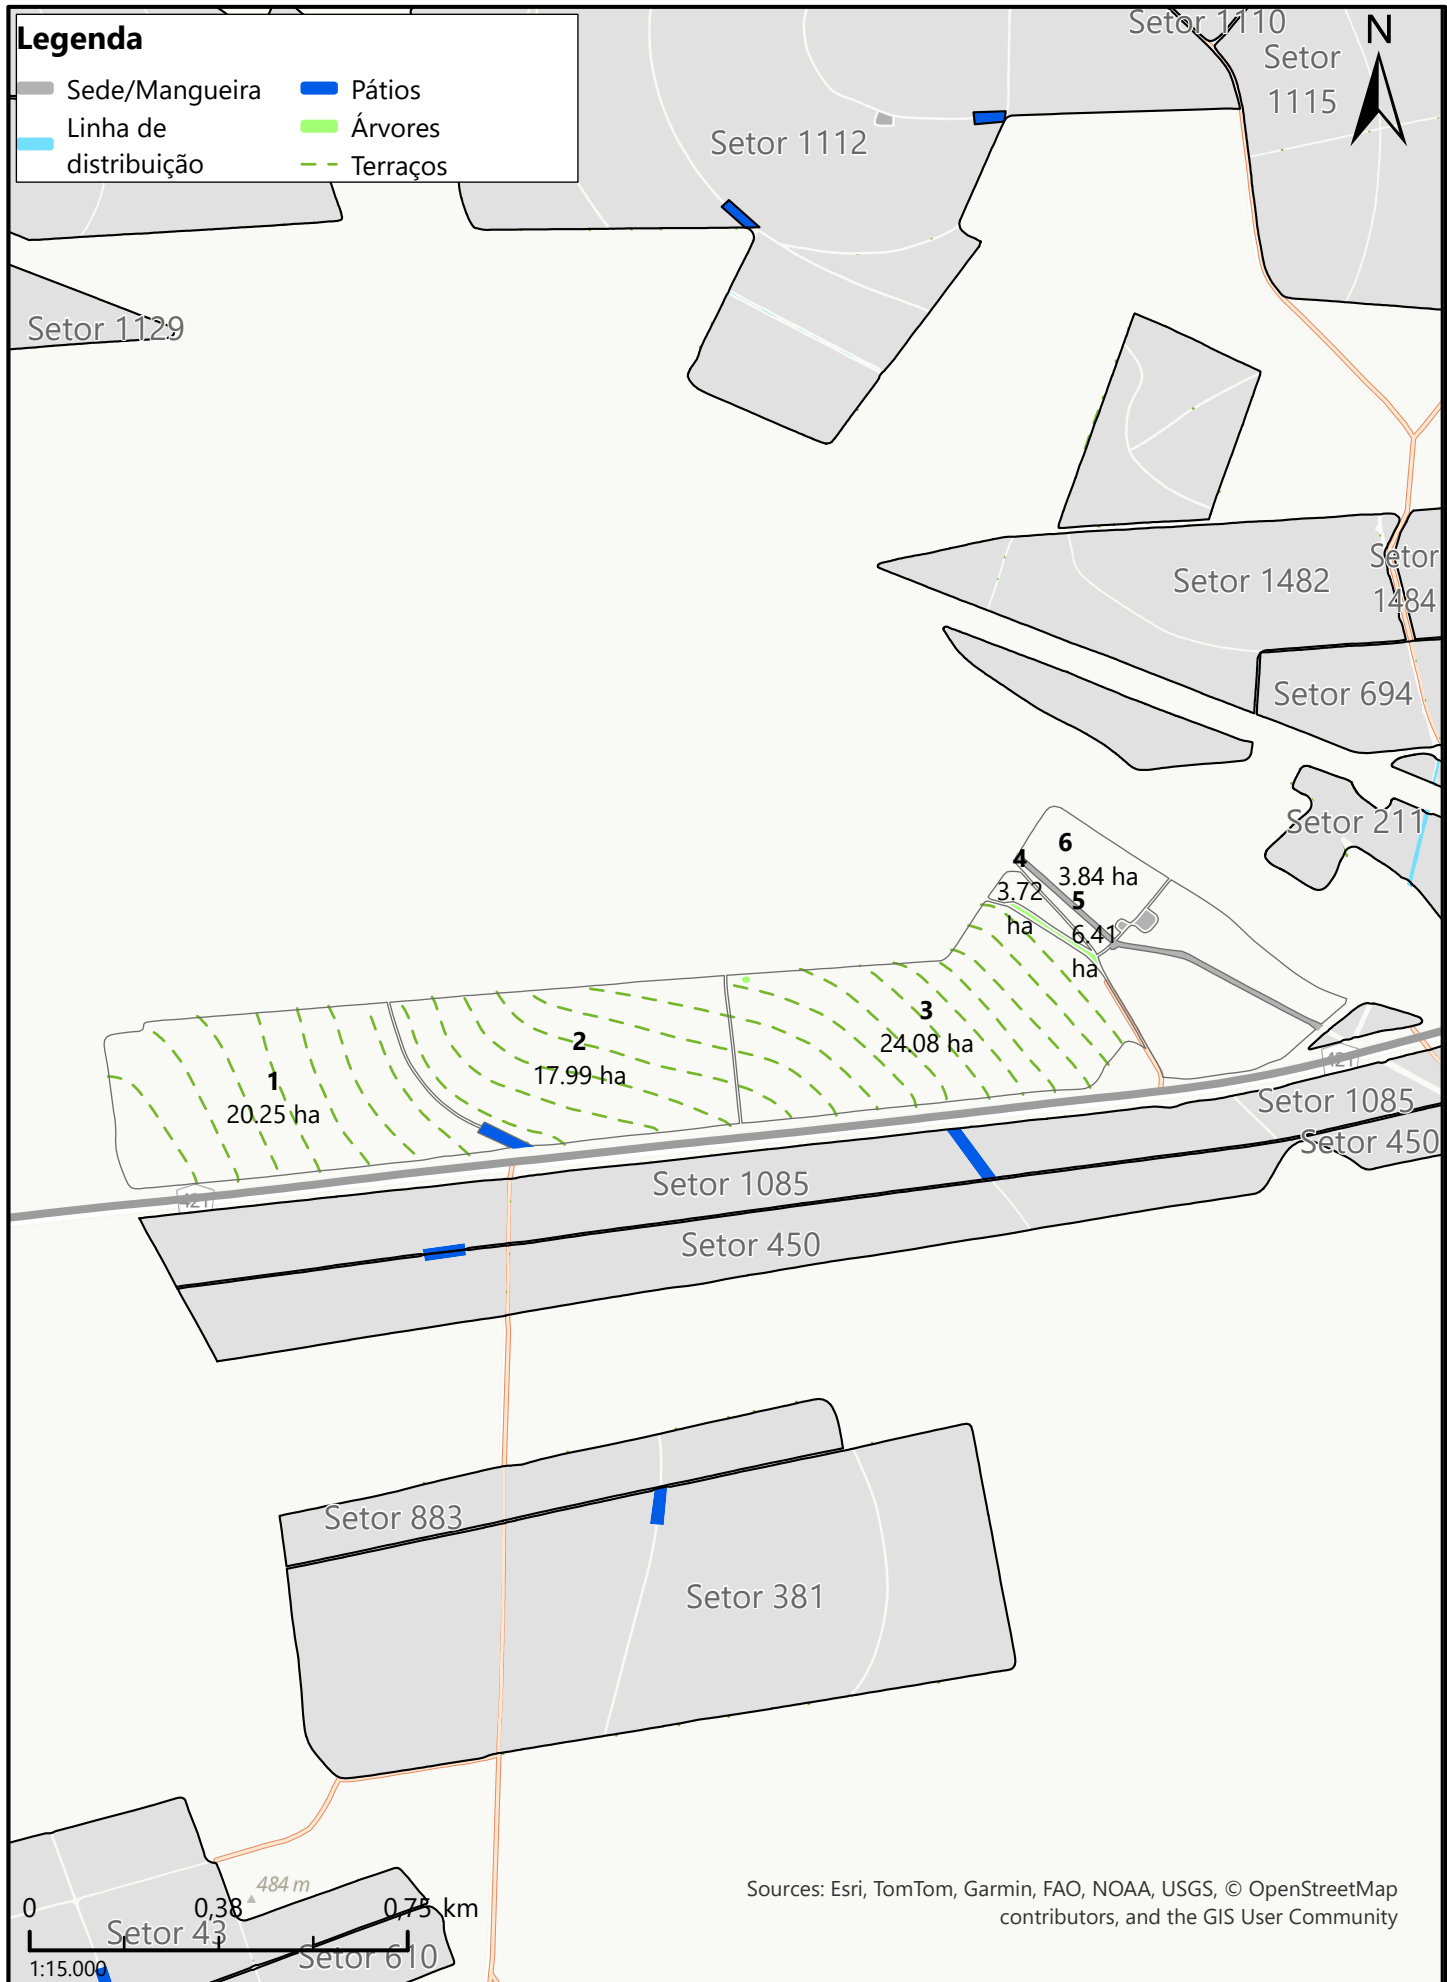 Legenda
Sede/Mangueira
Linha de
distribuição
Pátios
Árvores
Terraços
N
Setor 1110
Setor
1115
Setor 1112
Setor 1129
Setor 1482
Setor
1484
Setor 694
Setor 211
6
3.84 ha
4
3.72
ha
5
6.41
ha
3
24.08 ha
2
17.99 ha
1
20.25 ha
421
421
Setor 1085
Setor 450
Setor 1085
Setor 450
Setor 883
Setor 381
484 m
Setor 43
Setor 610
0
0,38
0,75 km
1:15.000
Sources: Esri, TomTom, Garmin, FAO, NOAA, USGS, © OpenStreetMap
contributors, and the GIS User Community